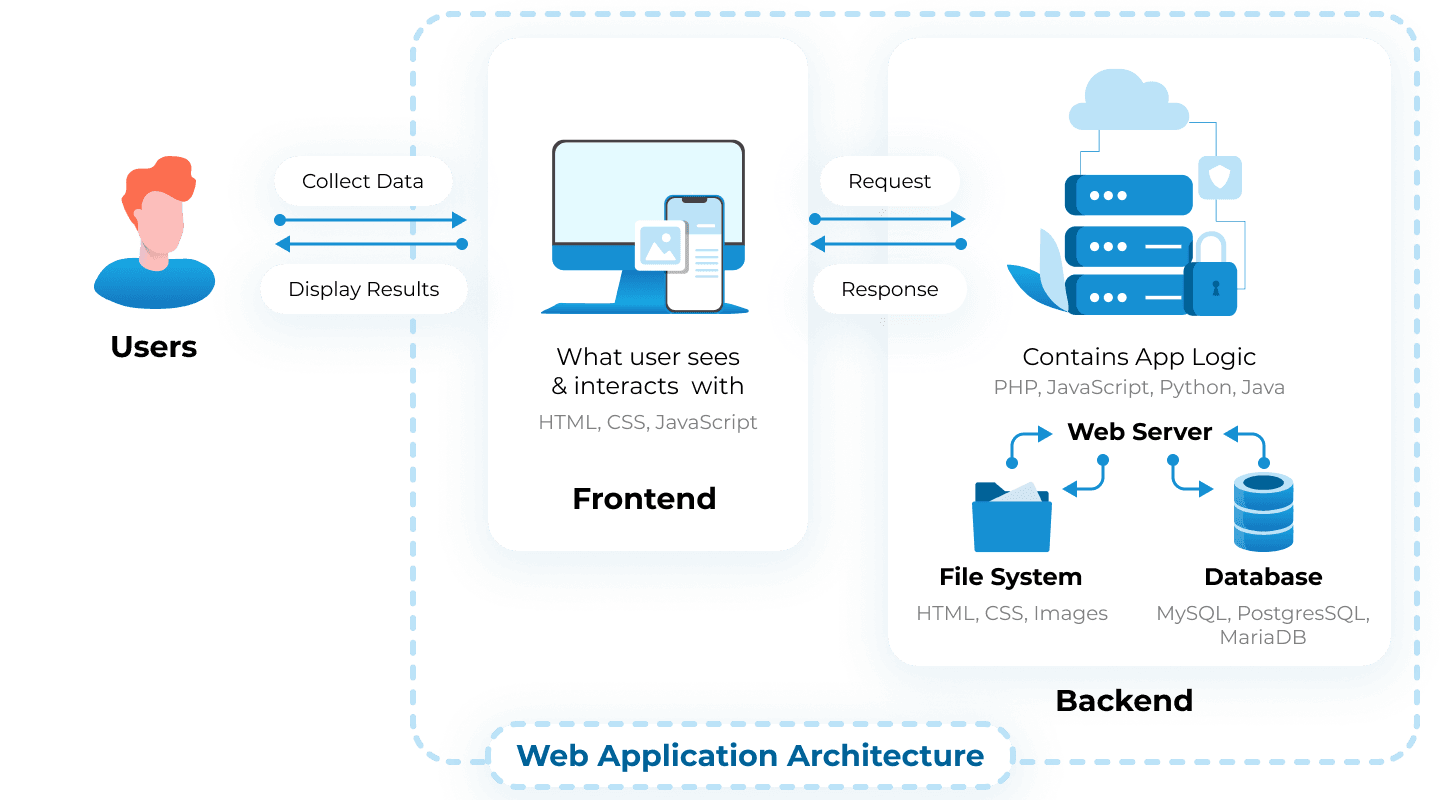 Collect Data
Display Results
Users
What user sees
& interacts with
HTML, CSS, JavaScript
Frontend
Request
Response
Contains App Logic
PHP, JavaScript, Python, Java
Web Server
File System
HTML, CSS, Images
Database
MySQL, PostgresSQL,
MariaDB
Backend
Web Application Architecture